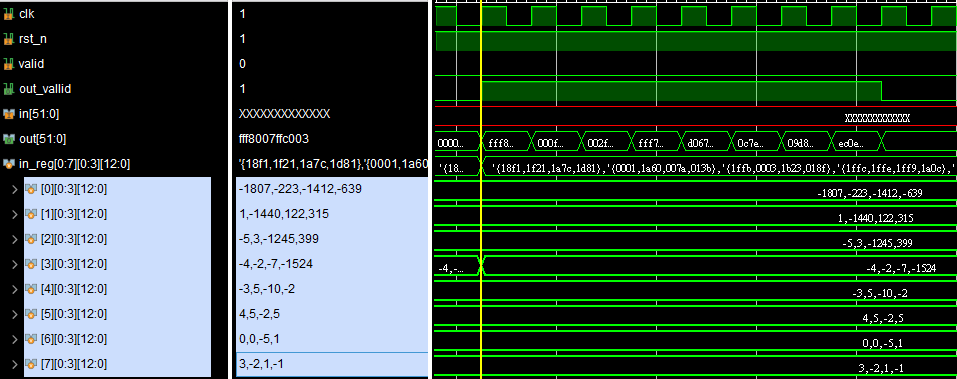 clk 1
rst_n 1
valid 0
out_vallid 1
in[51:0] XXXXXXXXXXXXX XXXXXXXXXXXXX
out[51:0] fff8007ffc003 0000... fff8... 000f... 002f... fff7... d067... 0c7e... 09d8... ec0e...
in_reg[0:7][0:3][12:0] '{18f1,1f21,1a7c,1d81},'{0001,1a60 '{18... '{18f1,1f21,1a7c,1d81},'{0001,1a60,007a,013b},'{1ffb,0003,1b23,018f},'{1ffc,1ffe,1ff9,1a0c},'
[0][0:3][12:0] -1807,-223,-1412,-639 -1807,-223,-1412,-639
[1][0:3][12:0] 1,-1440,122,315 1,-1440,122,315
[2][0:3][12:0] -5,3,-1245,399 -5,3,-1245,399
[3][0:3][12:0] -4,-2,-7,-1524 -4,-... -4,-2,-7,-1524
[4][0:3][12:0] -3,5,-10,-2 -3,5,-10,-2
[5][0:3][12:0] 4,5,-2,5 4,5,-2,5
[6][0:3][12:0] 0,0,-5,1 0,0,-5,1
[7][0:3][12:0] 3,-2,1,-1 3,-2,1,-1